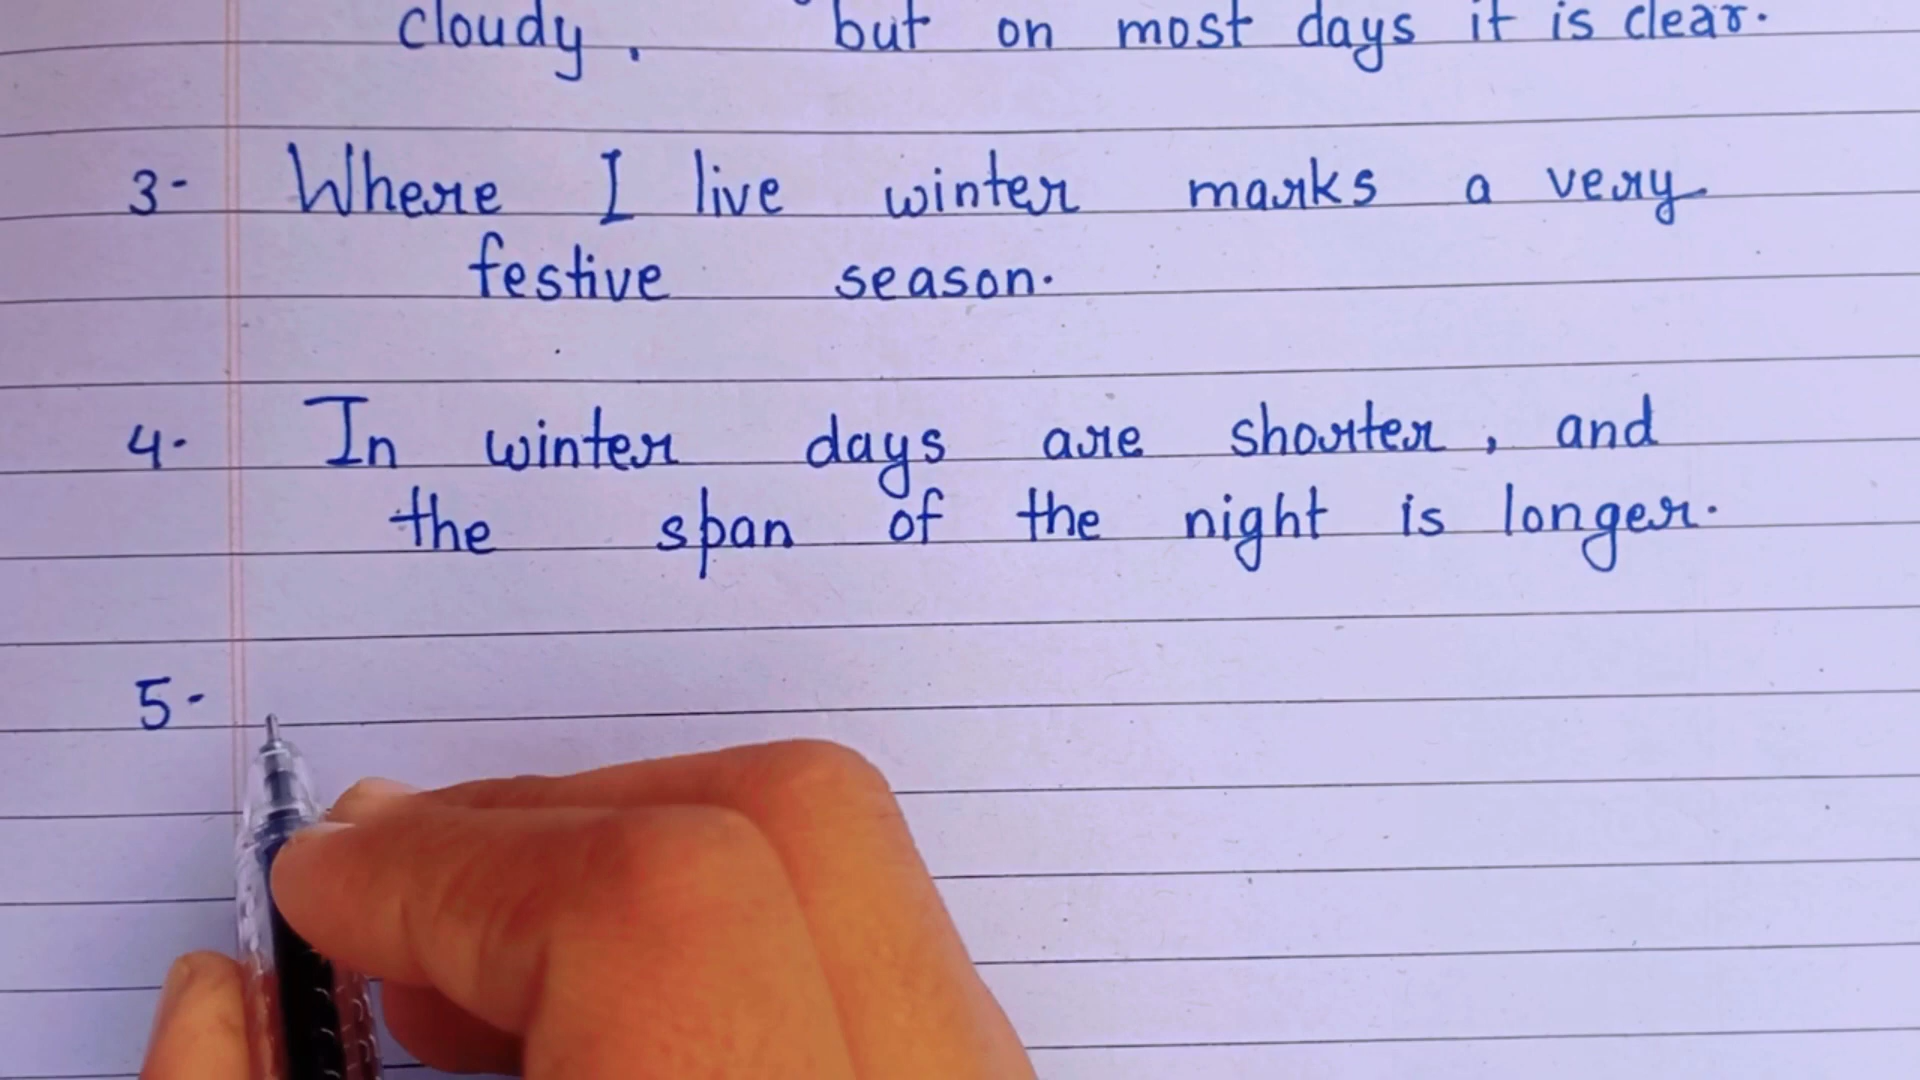 cloudy, but on most days it is clear.
3- Where I live winter marks a very
festive season.
4. In winter days are shorter, and
the span of the night is longer.
5-